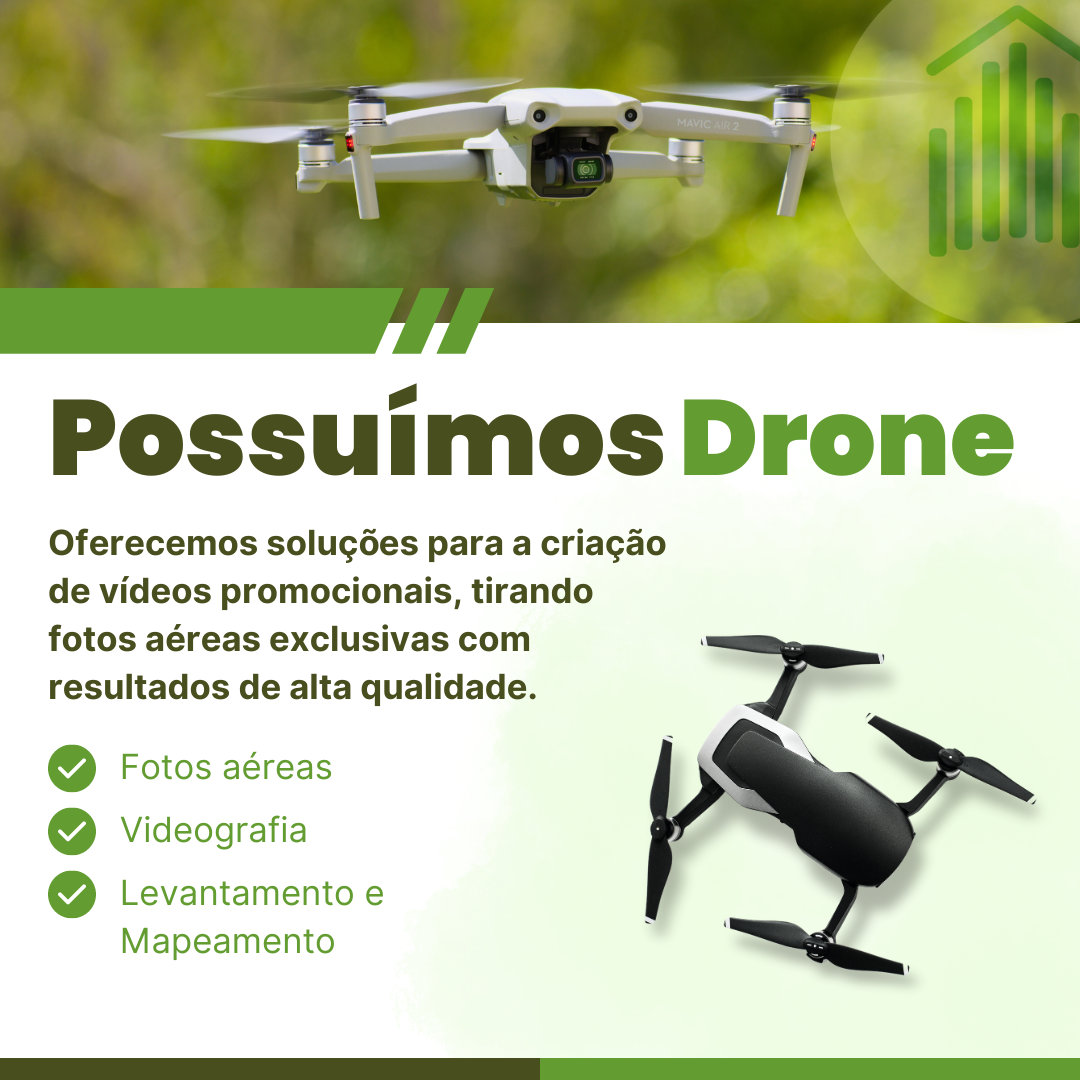 MAVIC AIR 2
Possuímos Drone
Oferecemos soluções para a criação
de vídeos promocionais, tirando
fotos aéreas exclusivas com
resultados de alta qualidade.
Fotos aéreas
Videografia
Levantamento e
Mapeamento